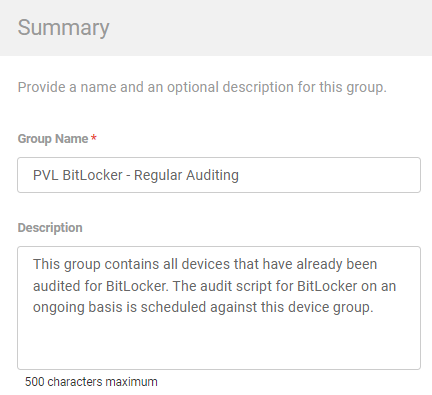 Summary
Provide a name and an optional description for this group.
Group Name *
PVL BitLocker - Regular Auditing
Description
This group contains all devices that have already been
audited for BitLocker. The audit script for BitLocker on an
ongoing basis is scheduled against this device group.
500 characters maximum